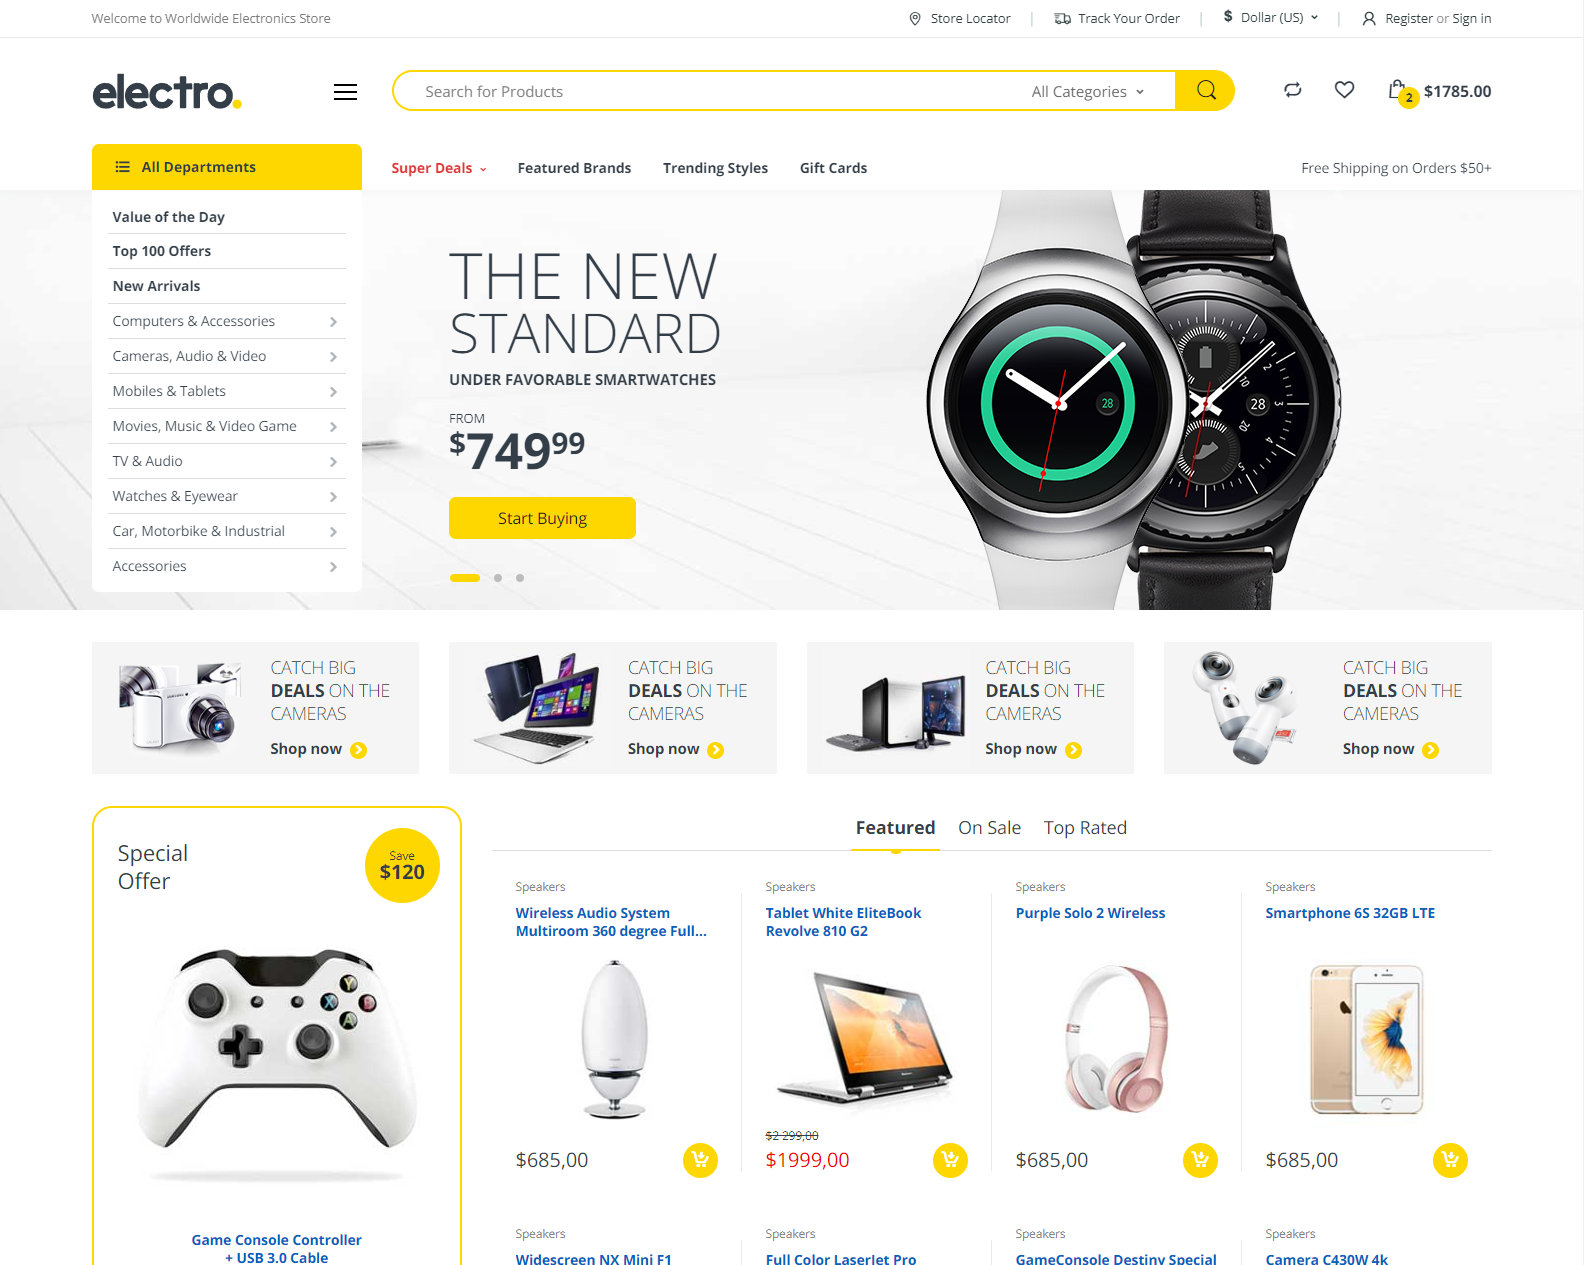 Welcome to Worldwide Electronics Store
Store Locator
Track Your Order
$ Dollar (US)
Register or Sign in
electro.
Search for Products
All Categories
2
$1785.00
All Departments
Super Deals
Featured Brands
Trending Styles
Gift Cards
Free Shipping on Orders $50+
Value of the Day
Top 100 Offers
New Arrivals
Computers & Accessories
Cameras, Audio & Video
Mobiles & Tablets
Movies, Music & Video Game
TV & Audio
Watches & Eyewear
Car, Motorbike & Industrial
Accessories
THE NEW
STANDARD
UNDER FAVORABLE SMARTWATCHES
FROM
$74999
Start Buying
28
28
CATCH BIG
DEALS ON THE
CAMERAS
Shop now
CATCH BIG
DEALS ON THE
CAMERAS
Shop now
CATCH BIG
DEALS ON THE
CAMERAS
Shop now
CATCH BIG
DEALS ON THE
CAMERAS
Shop now
Special
Offer
Save
$120
Y
X
B
A
Game Console Controller
+ USB 3.0 Cable
Featured
On Sale
Top Rated
Speakers
Wireless Audio System
Multiroom 360 degree Full...
$685,00
Speakers
Tablet White EliteBook
Revolve 810 G2
$2 299,00
$1999,00
Speakers
Purple Solo 2 Wireless
$685,00
Speakers
Smartphone 6S 32GB LTE
$685,00
Speakers
Widescreen NX Mini F1
Speakers
Full Color LaserJet Pro
Speakers
GameConsole Destiny Special
Speakers
Camera C430W 4k